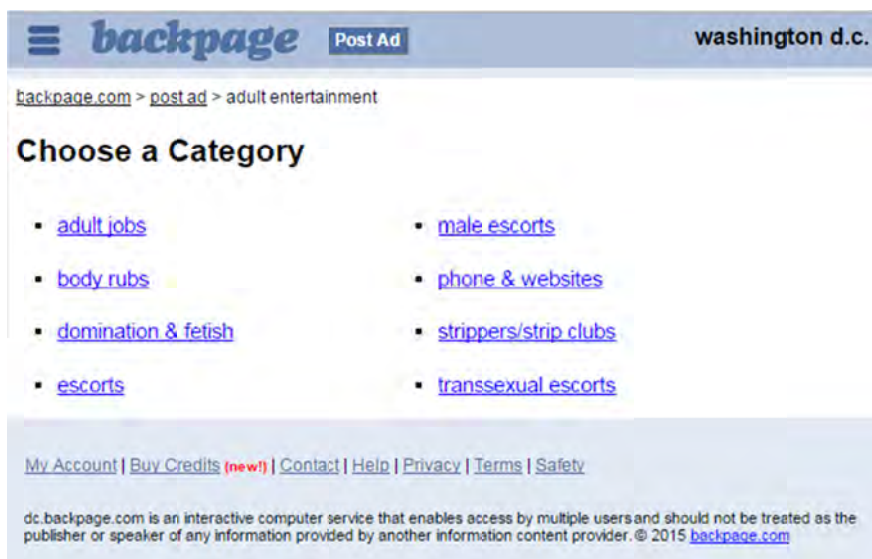 backpage Post Ad washington d.c.
backpage.com > post ad > adult entertainment
Choose a Category
adult jobs
body rubs
domination & fetish
escorts
male escorts
phone & websites
strippers/strip clubs
transsexual escorts
My Account | Buy Credits (new!) | Contact | Help | Privacy | Terms | Safety
dc.backpage.com is an interactive computer service that enables access by multiple users and should not be treated as the
publisher or speaker of any information provided by another information content provider. © 2015 backpage.com